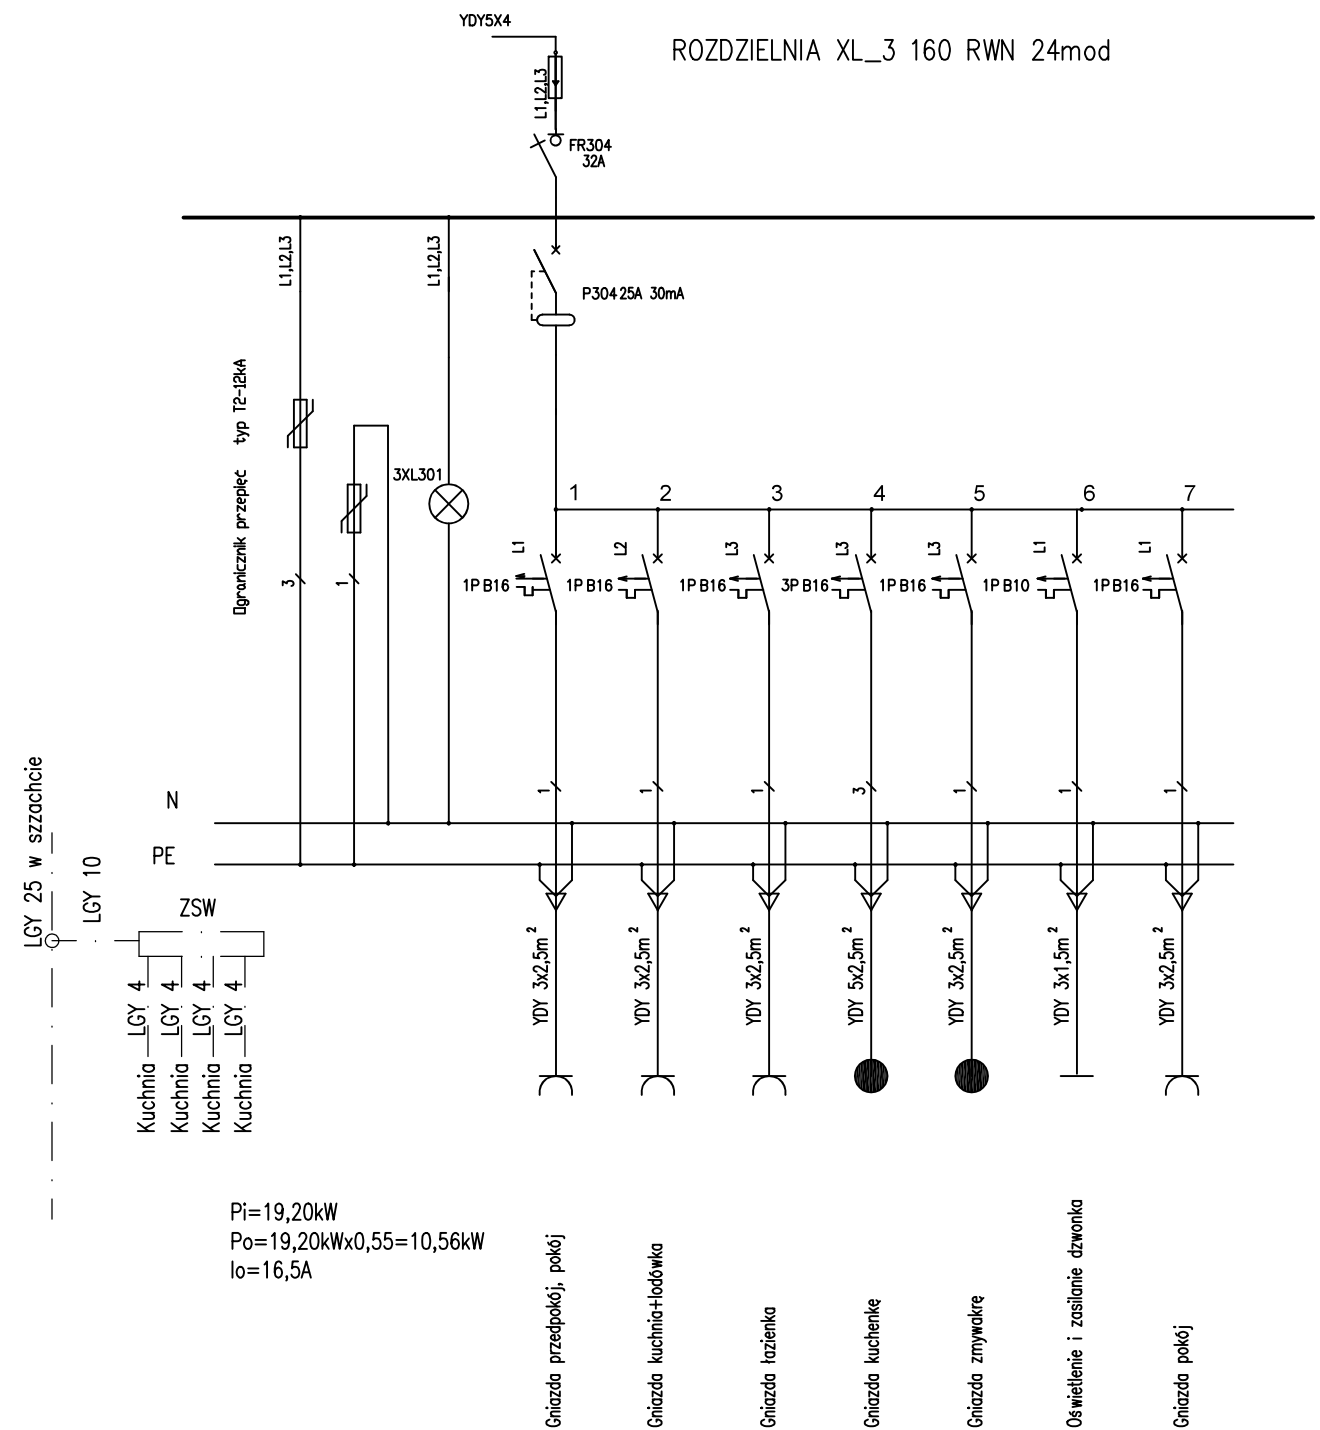 YDY5X4
ROZDZIELNIA XL_3 160 RWN 24mod
L1,L2,L3
FR304
32A
L1,L2,L3
L1,L2,L3
P304 25A 30mA
Ogranicznik przepięć typ T2-12kA
3XL301
1 2 3 4 5 6 7
L1 L2 L3 L3 L3 L1 L1
3 1
1P B16 1P B16 1P B16 3P B16 1P B16 1P B10 1P B16
1 1 1 3 1 1 1
N
PE
LGY 25 w szzachcie
LGY 10
ZSW
LGY 4 LGY 4 LGY 4 LGY 4
Kuchnia Kuchnia Kuchnia Kuchnia
YDY 3x2,5m²
YDY 3x2,5m²
YDY 3x2,5m²
YDY 5x2,5m²
YDY 3x2,5m²
YDY 3x1,5m²
YDY 3x2,5m²
Pi=19,20kW
Po=19,20kWx0,55=10,56kW
Io=16,5A
Gniazda przedpokój, pokój
Gniazda kuchnia+lodówka
Gniazda łazienka
Gniazda kuchenkę
Gniazda zmywakrę
Oświetlenie i zasilanie dzwonka
Gniazda pokój